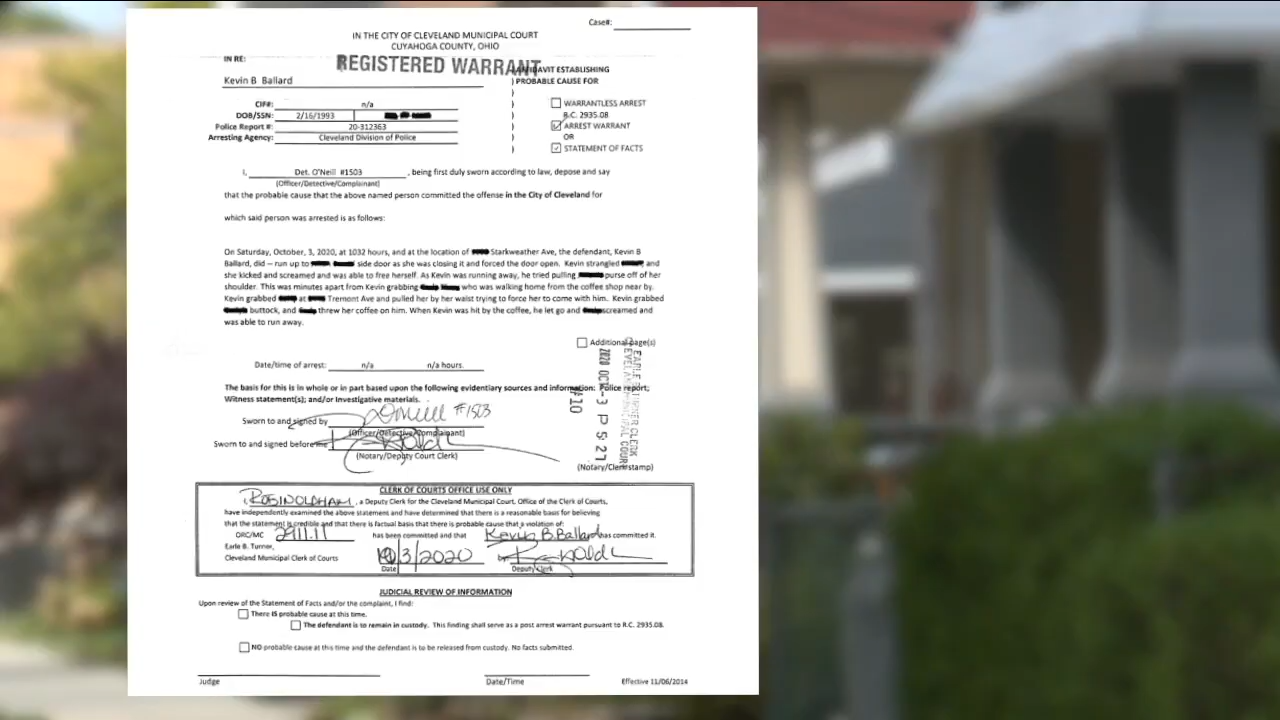 Case#:
IN THE CITY OF CLEVELAND MUNICIPAL COURT
CUYAHOGA COUNTY, OHIO
IN RE:
REGISTERED WARRANT
AFFIDAVIT ESTABLISHING
Kevin B Ballard
) PROBABLE CAUSE FOR
CIF#: n/a
WARRANTLESS ARREST
DOB/SSN: 2/16/1993
R.C. 2935.08
Police Report #: 20-312363
ARREST WARRANT
Arresting Agency: Cleveland Division of Police
OR
STATEMENT OF FACTS
I, Det. O'Neill #1503, being first duly sworn according to law, depose and say
(Officer/Detective/Complainant)
that the probable cause that the above named person committed the offense in the City of Cleveland for
which said person was arrested is as follows:
On Saturday, October, 3, 2020, at 1032 hours, and at the location of Starkweather Ave, the defendant, Kevin B
Ballard, did – run up to side door as she was closing it and forced the door open. Kevin strangled and
she kicked and screamed and was able to free herself. As Kevin was running away, he tried pulling purse off of her
shoulder. This was minutes apart from Kevin grabbing who was walking home from the coffee shop near by.
Kevin grabbed at Tremont Ave and pulled her by her waist trying to force her to come with him. Kevin grabbed
buttock, and threw her coffee on him. When Kevin was hit by the coffee, he let go and screamed and
was able to run away.
Additional page(s)
Date/time of arrest: n/a n/a hours.
The basis for this is in whole or in part based upon the following evidentiary sources and information: Police report;
Witness statement(s); and/or Investigative materials.
2020 OCT -3 P 5:27
#10
EARLE B. TURNER CLERK
CLEVELAND MUNICIPAL COURT
Sworn to and signed by O'Neill #1503
(Officer/Detective/Complainant)
Sworn to and signed before me
(Notary/Deputy Court Clerk)
(Notary/Clerk stamp)
CLERK OF COURTS OFFICE USE ONLY
I, ROBIN OLDHAM, a Deputy Clerk for the Cleveland Municipal Court, Office of the Clerk of Courts,
have independently examined the above statement and have determined that there is a reasonable basis for believing
that the statement is credible and that there is factual basis that there is probable cause that a violation of:
ORC/MC 2911.11 has been committed and that Kevin B. Ballard has committed it.
Earle B. Turner,
Cleveland Municipal Clerk of Courts 10/3/2020 by
Date Deputy Clerk
JUDICIAL REVIEW OF INFORMATION
Upon review of the Statement of Facts and/or the complaint, I find:
There IS probable cause at this time.
The defendant is to remain in custody. This finding shall serve as a post arrest warrant pursuant to R.C. 2935.08.
NO probable cause at this time and the defendant is to be released from custody. No facts submitted.
Judge Date/Time Effective 11/06/2014